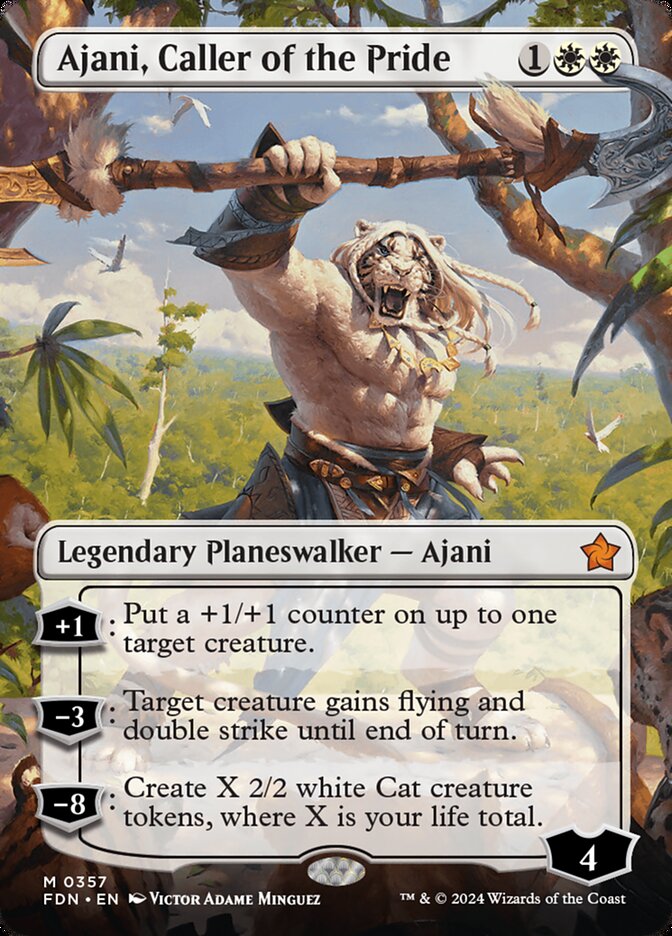 Ajani, Caller of the Pride 1
Legendary Planeswalker — Ajani
+1 : Put a +1/+1 counter on up to one
target creature.
−3 : Target creature gains flying and
double strike until end of turn.
−8 : Create X 2/2 white Cat creature
tokens, where X is your life total.
4
M 0357
FDN • EN Victor Adame Minguez
™ & © 2024 Wizards of the Coast